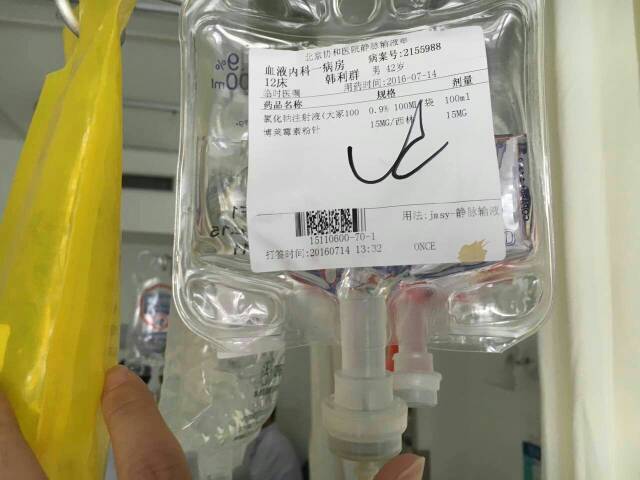 北京协和医院静脉输液单
血液内科一病房 病案号:2155988
12床 韩利群 男 42岁
临时医嘱 用药时间:2016-07-14
药品名称 规格 剂量
氯化钠注射液(大冢100 0.9% 100ML 袋 100ml
博莱霉素粉针 15MG/西林 15MG
15110600-70-1
用法:jmsy-静脉输液
打签时间:20160714 13:32 ONCE